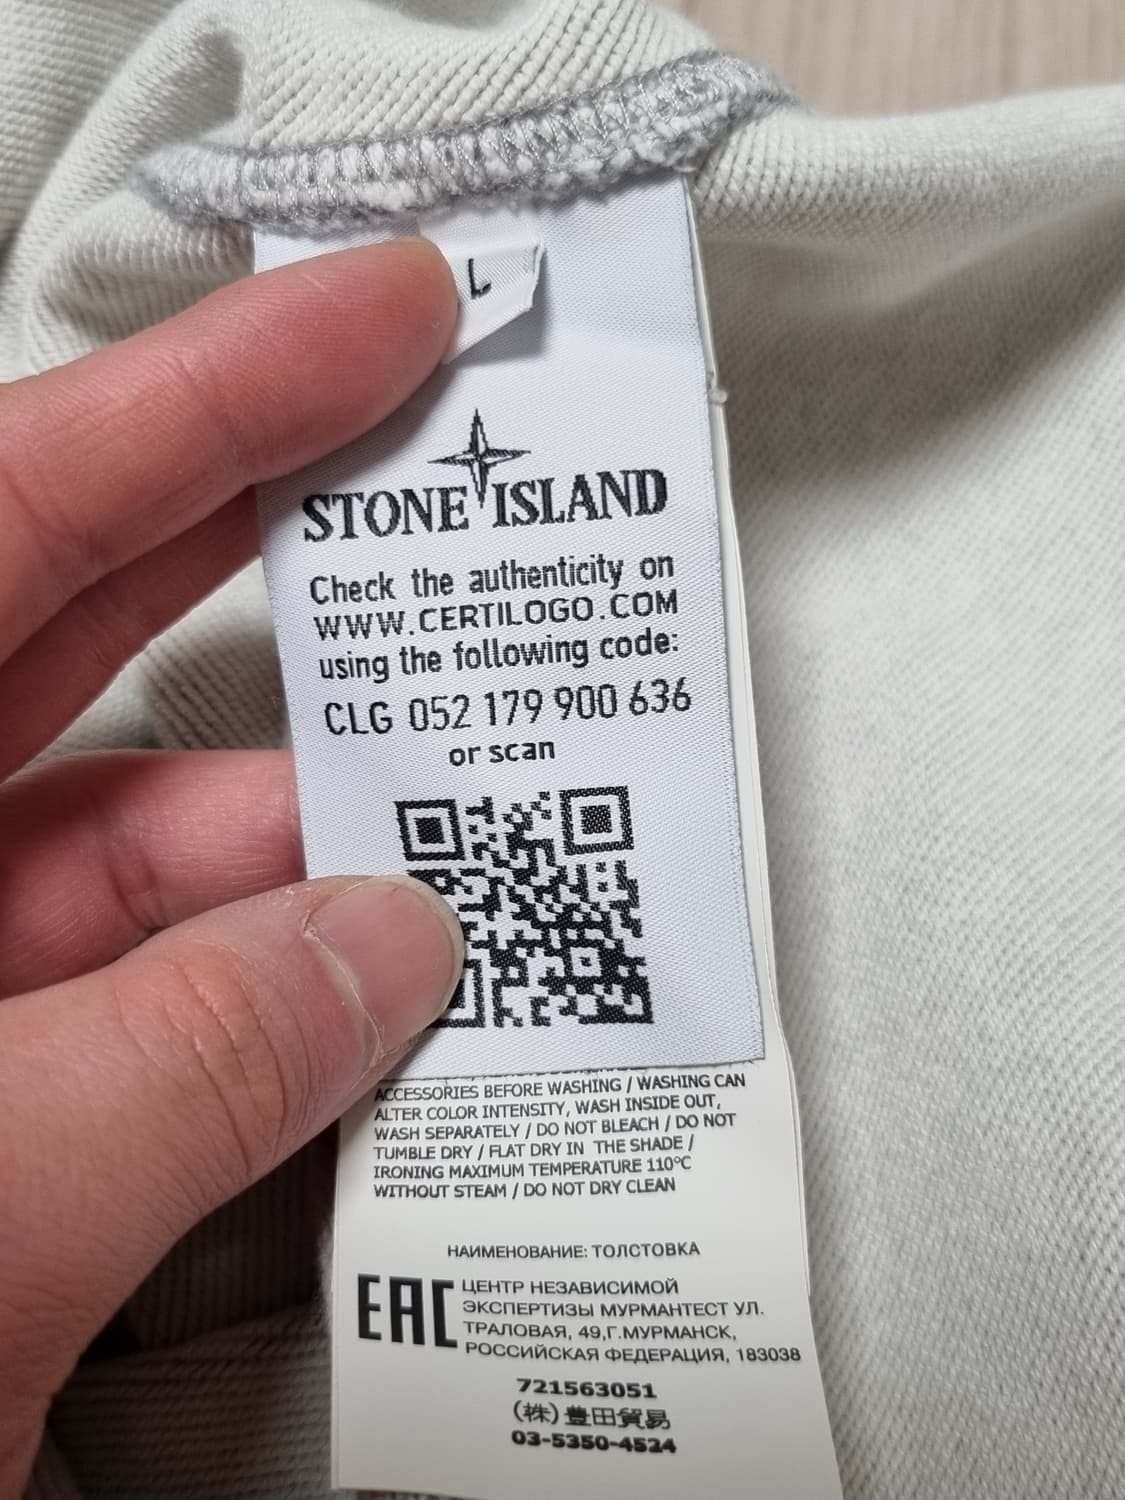 L
STONE ISLAND
Check the authenticity on
WWW.CERTILOGO.COM
using the following code:
CLG 052 179 900 636
or scan
ACCESSORIES BEFORE WASHING / WASHING CAN
ALTER COLOR INTENSITY, WASH INSIDE OUT,
WASH SEPARATELY / DO NOT BLEACH / DO NOT
TUMBLE DRY / FLAT DRY IN THE SHADE /
IRONING MAXIMUM TEMPERATURE 110°C
WITHOUT STEAM / DO NOT DRY CLEAN
НАИМЕНОВАНИЕ: ТОЛСТОВКА
EAC
ЦЕНТР НЕЗАВИСИМОЙ
ЭКСПЕРТИЗЫ МУРМАНТЕСТ УЛ.
ТРАЛОВАЯ, 49,Г.МУРМАНСК,
РОССИЙСКАЯ ФЕДЕРАЦИЯ, 183038
721563051
(株)豊田貿易
03-5350-4524